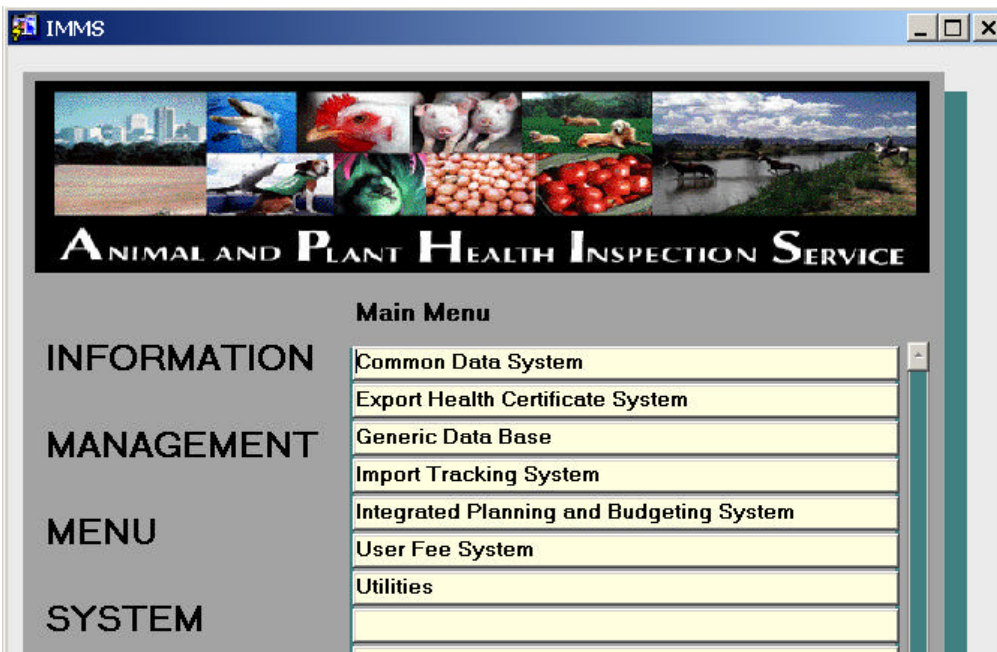 IMMS
ANIMAL AND PLANT HEALTH INSPECTION SERVICE
Main Menu
INFORMATION
MANAGEMENT
MENU
SYSTEM
Common Data System
Export Health Certificate System
Generic Data Base
Import Tracking System
Integrated Planning and Budgeting System
User Fee System
Utilities